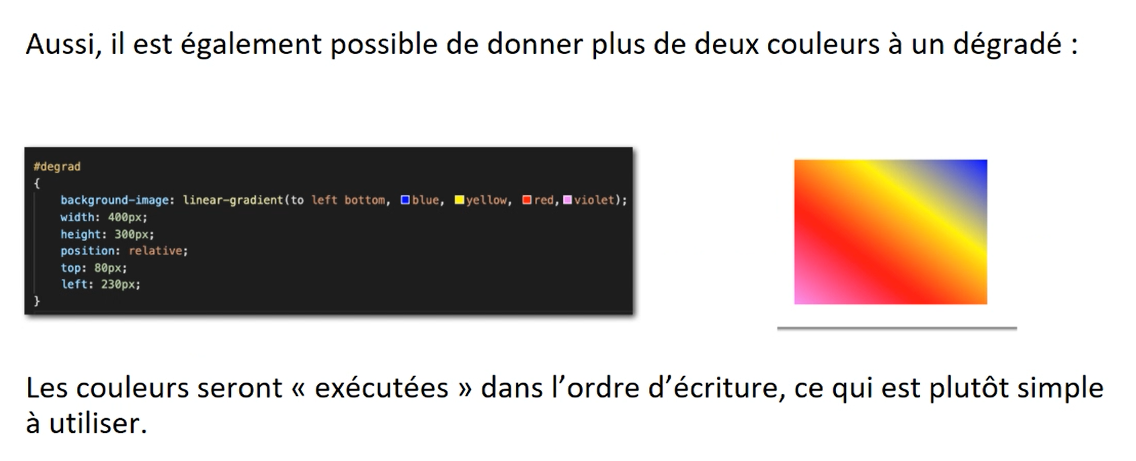 Aussi, il est également possible de donner plus de deux couleurs à un dégradé :
#degrad
{
background-image: linear-gradient(to left bottom, blue, yellow, red,violet);
width: 400px;
height: 300px;
position: relative;
top: 80px;
left: 230px;
}
Les couleurs seront « exécutées » dans l’ordre d’écriture, ce qui est plutôt simple
à utiliser.